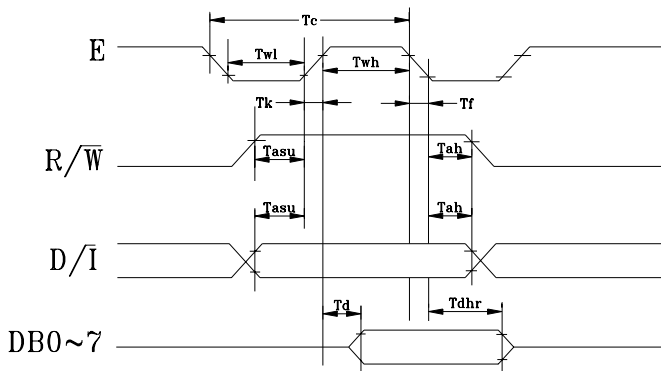 Tc
E
Twl
Twh
Tk
Tf
R/W̅
Tasu
Tah
Tasu
Tah
D/I̅
Td
Tdhr
DB0~7